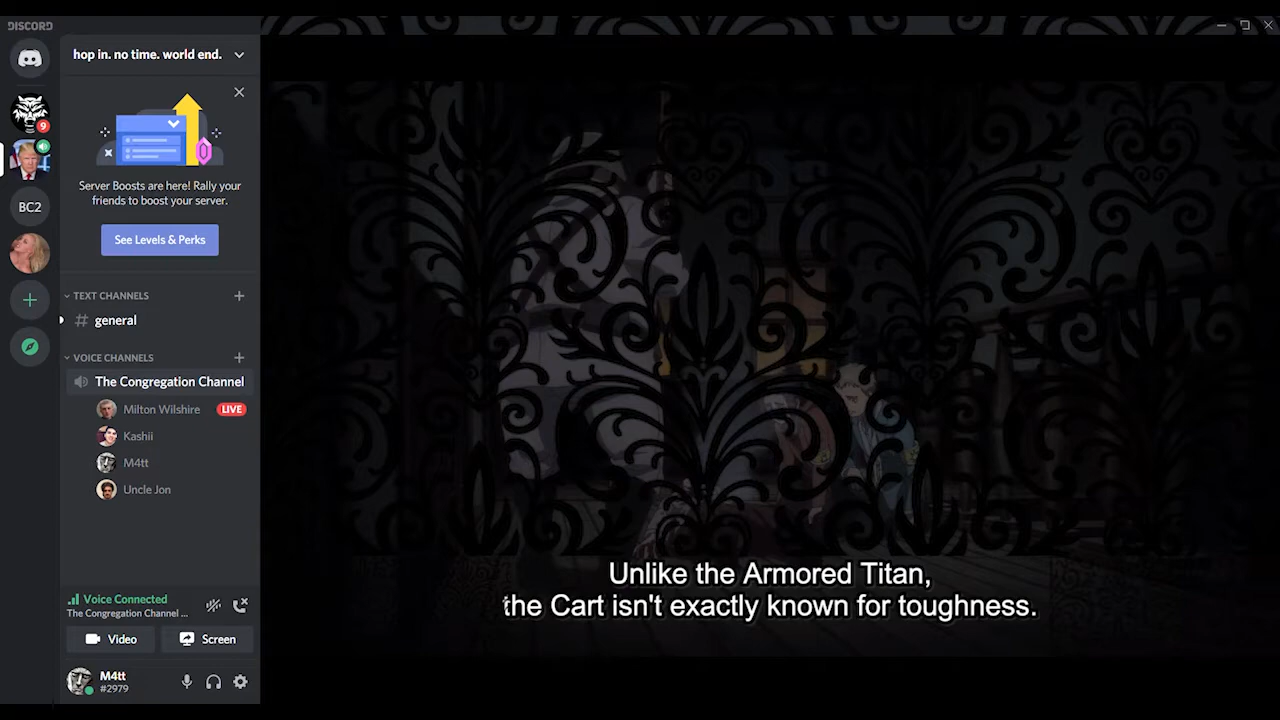 DISCORD
hop in. no time. world end.
9
BC2
Server Boosts are here! Rally your
friends to boost your server.
See Levels & Perks
TEXT CHANNELS
# general
VOICE CHANNELS
The Congregation Channel
Milton Wilshire LIVE
Kashii
M4tt
Uncle Jon
Voice Connected
The Congregation Channel ...
Video
Screen
M4tt
#2979
Unlike the Armored Titan,
the Cart isn't exactly known for toughness.